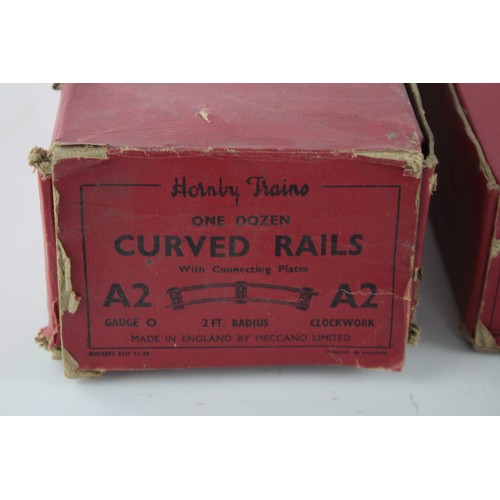 Hornby Trains
ONE DOZEN
CURVED RAILS
With Connecting Plates
A2 A2
GAUGE O 2 FT. RADIUS CLOCKWORK
MADE IN ENGLAND BY MECCANO LIMITED